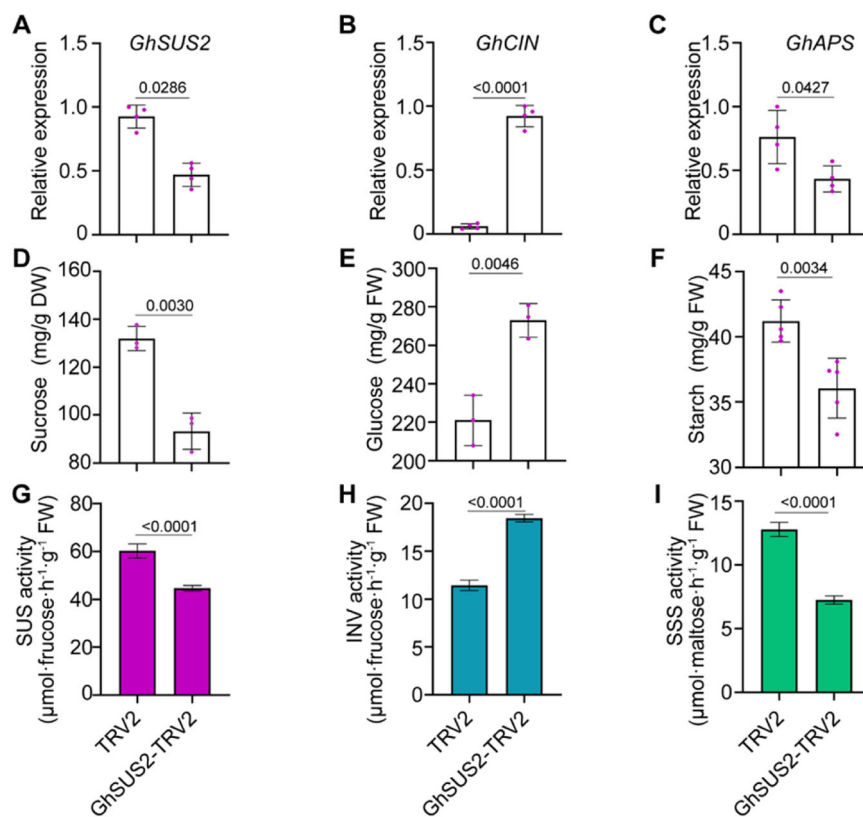 A GhSUS2
Relative expression
1.5
1.0
0.5
0
0.0286
B GhCIN
Relative expression
1.5
1.0
0.5
0
<0.0001
C GhAPS
Relative expression
1.5
1.0
0.5
0
0.0427
D
Sucrose (mg/g DW)
160
140
120
100
80
0.0030
E
Glucose (mg/g FW)
300
280
260
240
220
200
0.0046
F
Starch (mg/g FW)
45
40
35
30
0.0034
G
SUS activity
(μmol·frucose·h⁻¹·g⁻¹ FW)
80
60
40
20
0
<0.0001
TRV2
GhSUS2-TRV2
H
INV activity
(μmol·frucose·h⁻¹·g⁻¹ FW)
20
15
10
5
0
<0.0001
TRV2
GhSUS2-TRV2
I
SSS activity
(μmol·maltose·h⁻¹·g⁻¹ FW)
15
10
5
0
<0.0001
TRV2
GhSUS2-TRV2